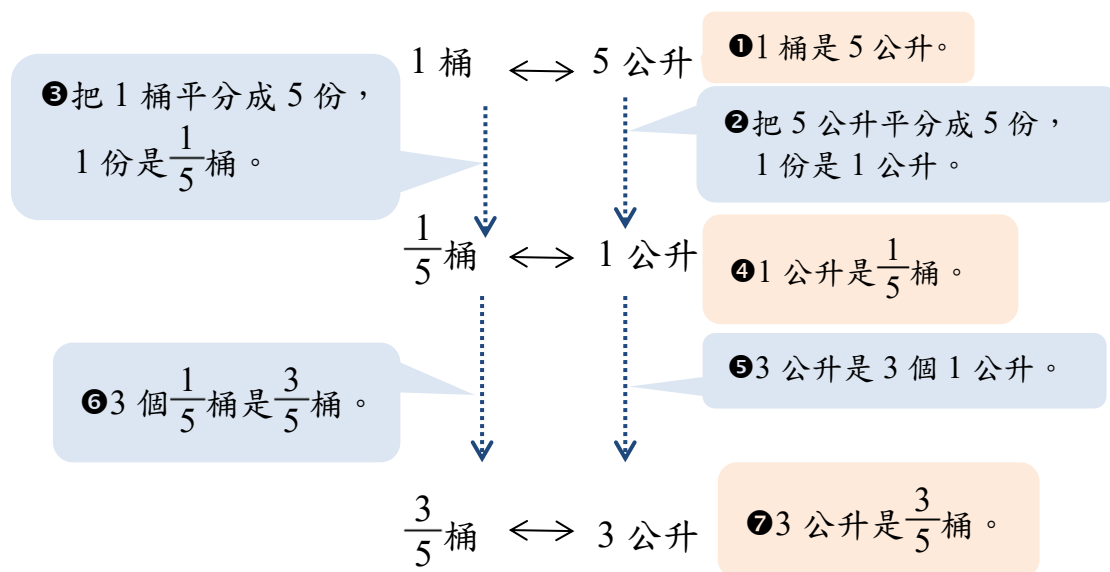 1 桶 ⟷ 5 公升
❶1 桶是 5 公升。
❸把 1 桶平分成 5 份，
1 份是 1/5 桶。
❷把 5 公升平分成 5 份，
1 份是 1 公升。
1/5 桶 ⟷ 1 公升
❹1 公升是 1/5 桶。
❻3 個 1/5 桶是 3/5 桶。
❺3 公升是 3 個 1 公升。
3/5 桶 ⟷ 3 公升
❼3 公升是 3/5 桶。